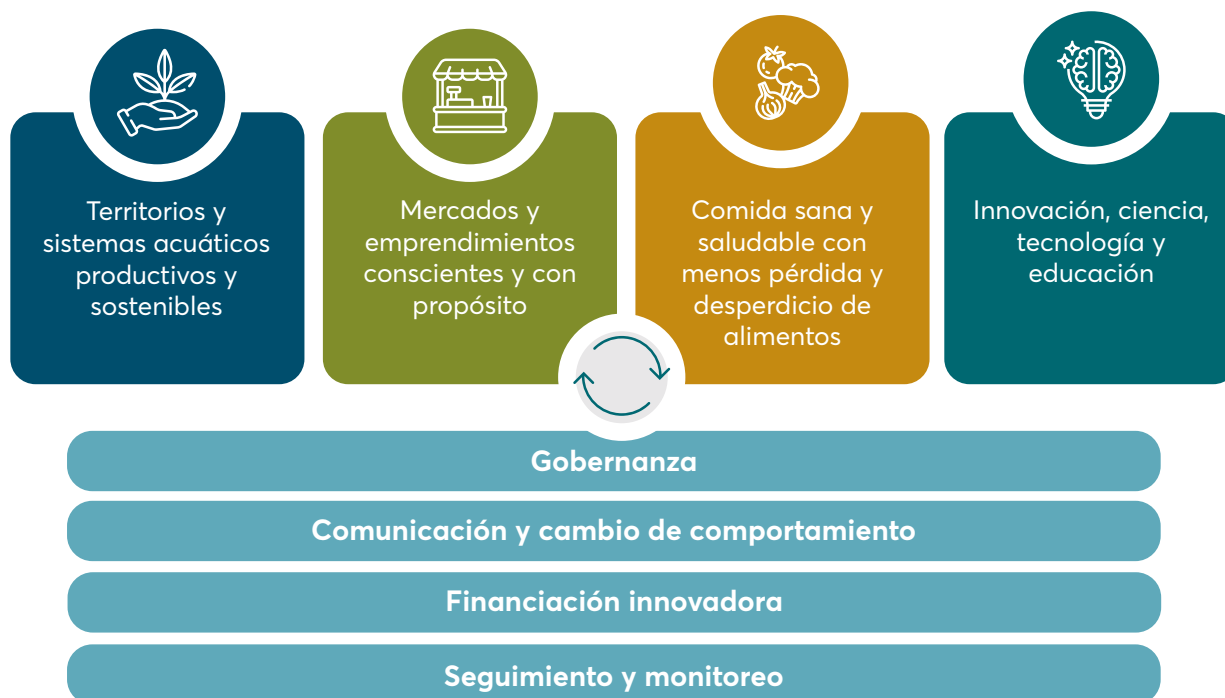 Territorios y
sistemas acuáticos
productivos y
sostenibles
Mercados y
emprendimientos
conscientes y con
propósito
Comida sana y
saludable con
menos pérdida y
desperdicio de
alimentos
Innovación, ciencia,
tecnología y
educación
Gobernanza
Comunicación y cambio de comportamiento
Financiación innovadora
Seguimiento y monitoreo